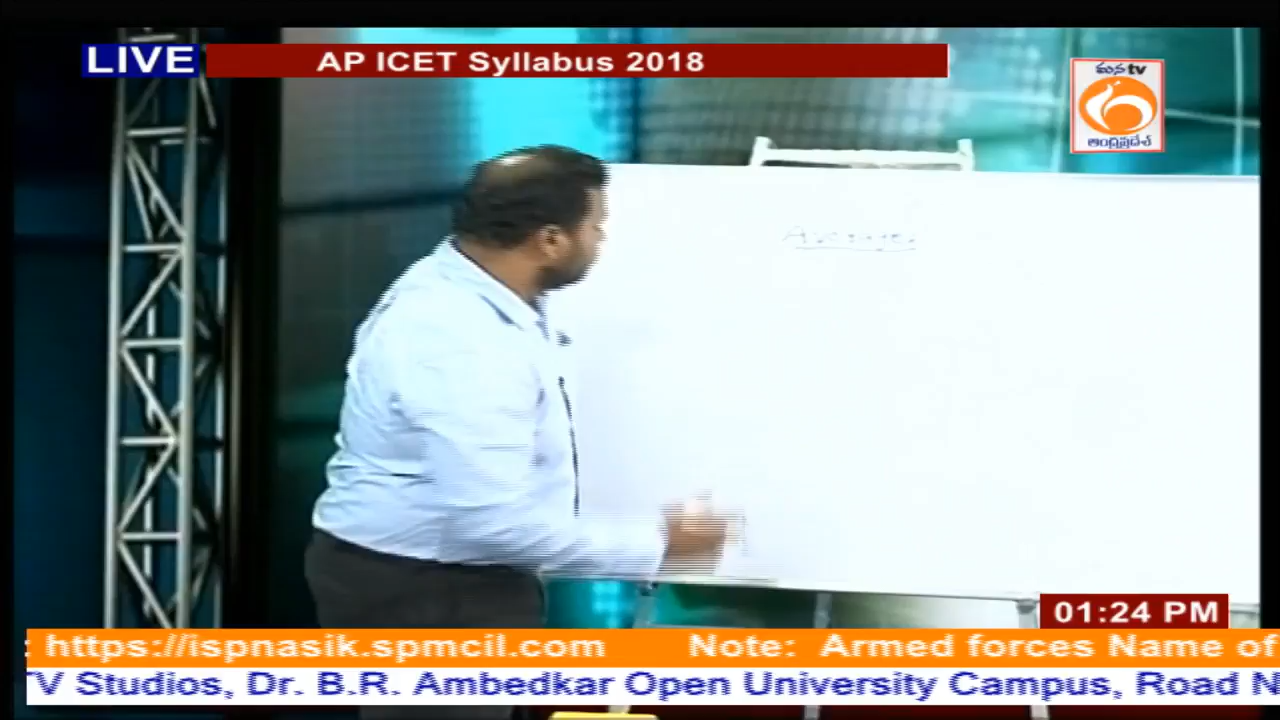 LIVE
AP ICET Syllabus 2018
మన tv
ఆంధ్రప్రదేశ్
Averages
01:24 PM
: https://ispnasik.spmcil.com Note: Armed forces Name of
TV Studios, Dr. B.R. Ambedkar Open University Campus, Road N